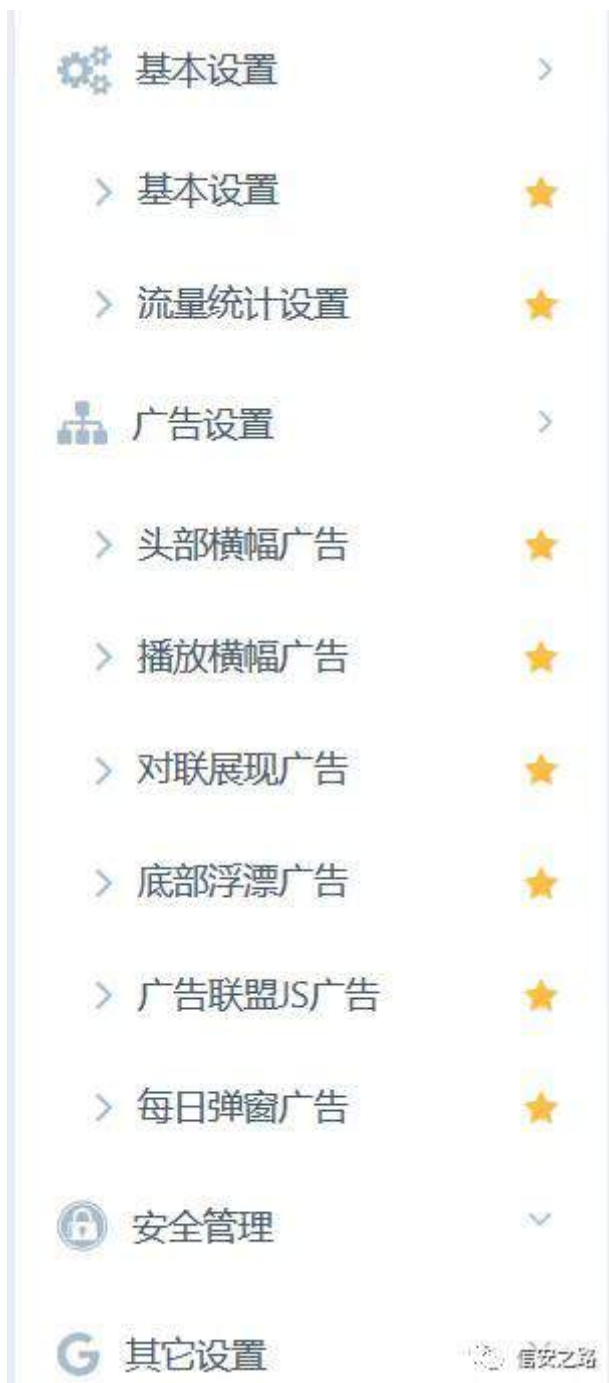 基本设置
基本设置
流量统计设置
广告设置
头部横幅广告
播放横幅广告
对联展现广告
底部浮漂广告
广告联盟JS广告
每日弹窗广告
安全管理
其它设置
信安之路